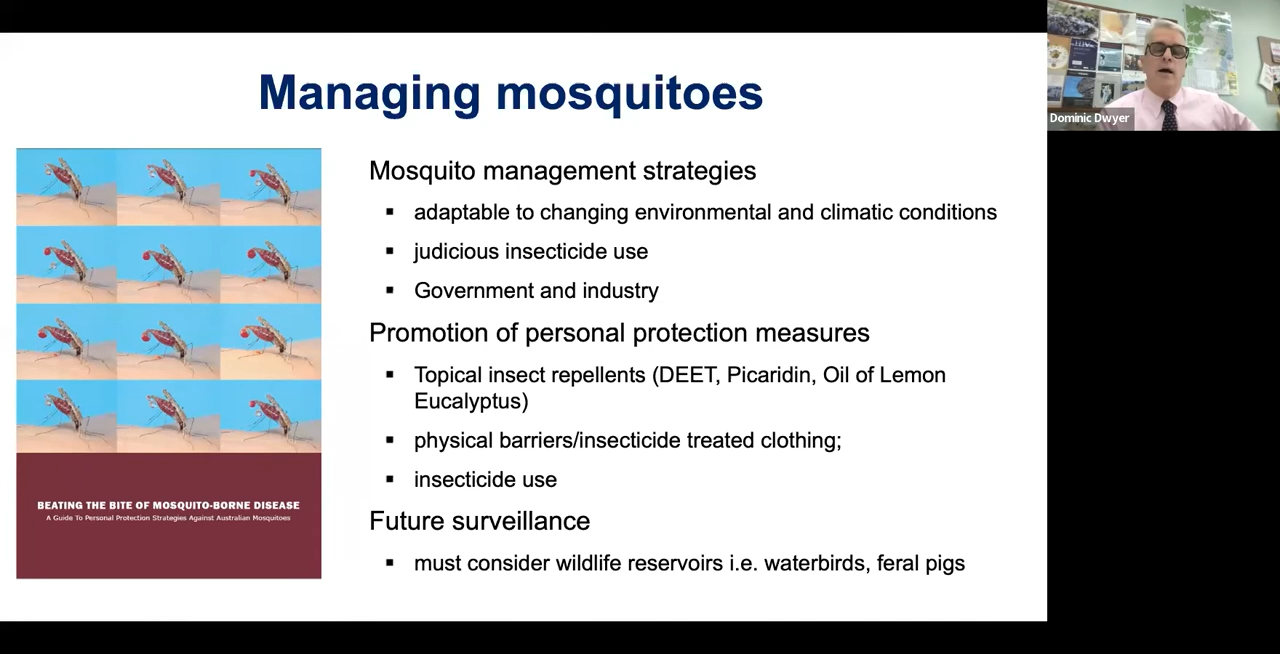 Managing mosquitoes
Dominic Dwyer
Mosquito management strategies
▪ adaptable to changing environmental and climatic conditions
▪ judicious insecticide use
▪ Government and industry
Promotion of personal protection measures
▪ Topical insect repellents (DEET, Picaridin, Oil of Lemon
Eucalyptus)
▪ physical barriers/insecticide treated clothing;
▪ insecticide use
Future surveillance
▪ must consider wildlife reservoirs i.e. waterbirds, feral pigs
BEATING THE BITE OF MOSQUITO-BORNE DISEASE
A Guide To Personal Protection Strategies Against Australian Mosquitoes